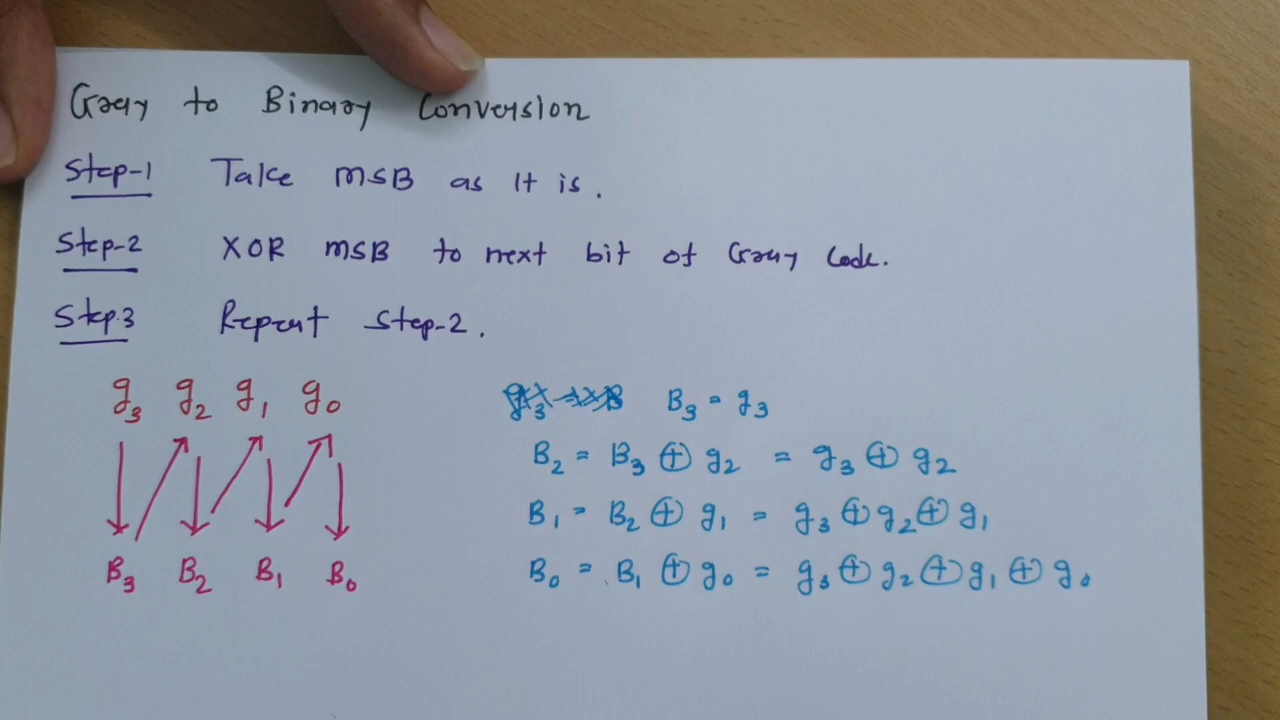 Gray to Binary Conversion
Step-1 Take MSB as It is.
Step-2 XOR MSB to next bit of Gray Code.
Step.3 Repeat Step-2.
g₃ g₂ g₁ g₀
B₃ B₂ B₁ B₀
B₃ = g₃
B₂ = B₃ ⊕ g₂ = g₃ ⊕ g₂
B₁ = B₂ ⊕ g₁ = g₃ ⊕ g₂ ⊕ g₁
B₀ = B₁ ⊕ g₀ = g₃ ⊕ g₂ ⊕ g₁ ⊕ g₀